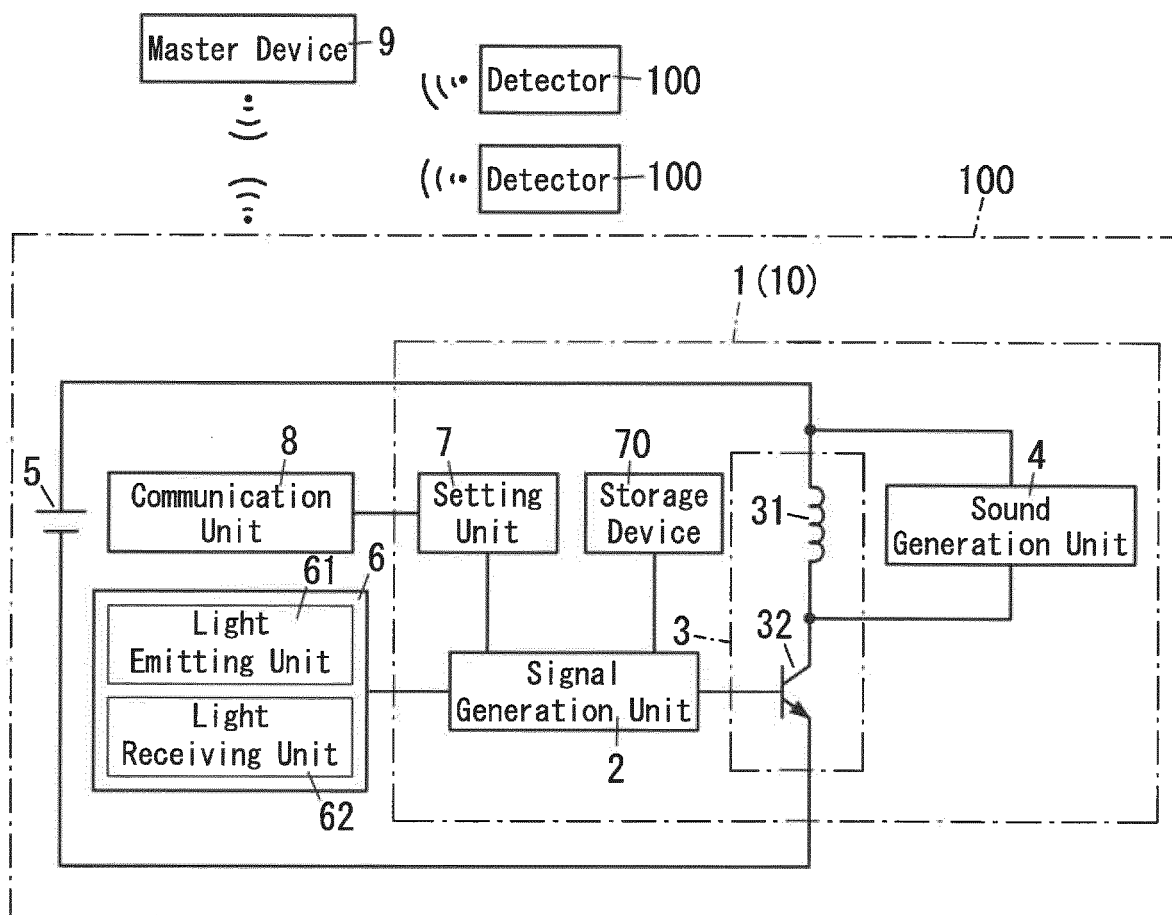 Master Device
9
Detector
100
Detector
100
100
1(10)
5
8
Communication
Unit
7
Setting
Unit
70
Storage
Device
31
4
Sound
Generation Unit
61
6
Light
Emitting Unit
Light
Receiving Unit
62
Signal
Generation Unit
2
3
32